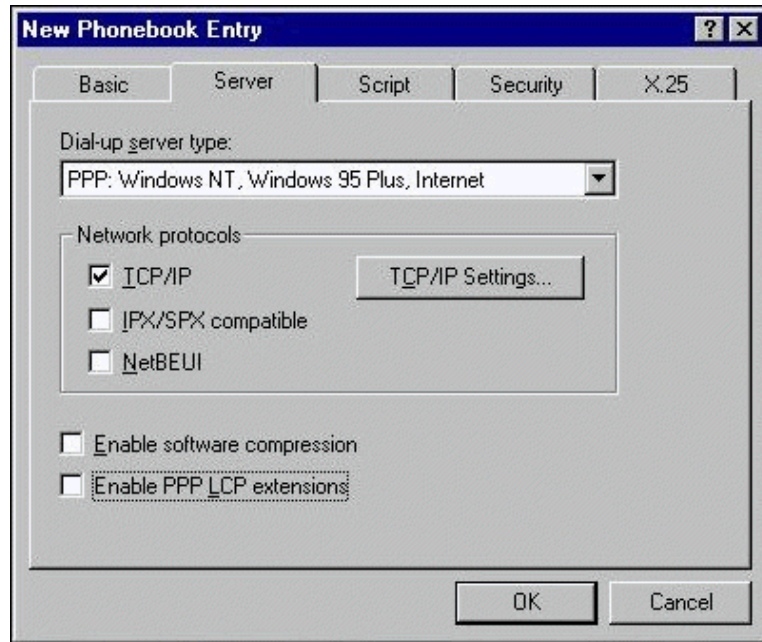 New Phonebook Entry
Basic Server Script Security X.25
Dial-up server type:
PPP: Windows NT, Windows 95 Plus, Internet
Network protocols
TCP/IP TCP/IP Settings...
IPX/SPX compatible
NetBEUI
Enable software compression
Enable PPP LCP extensions
OK Cancel